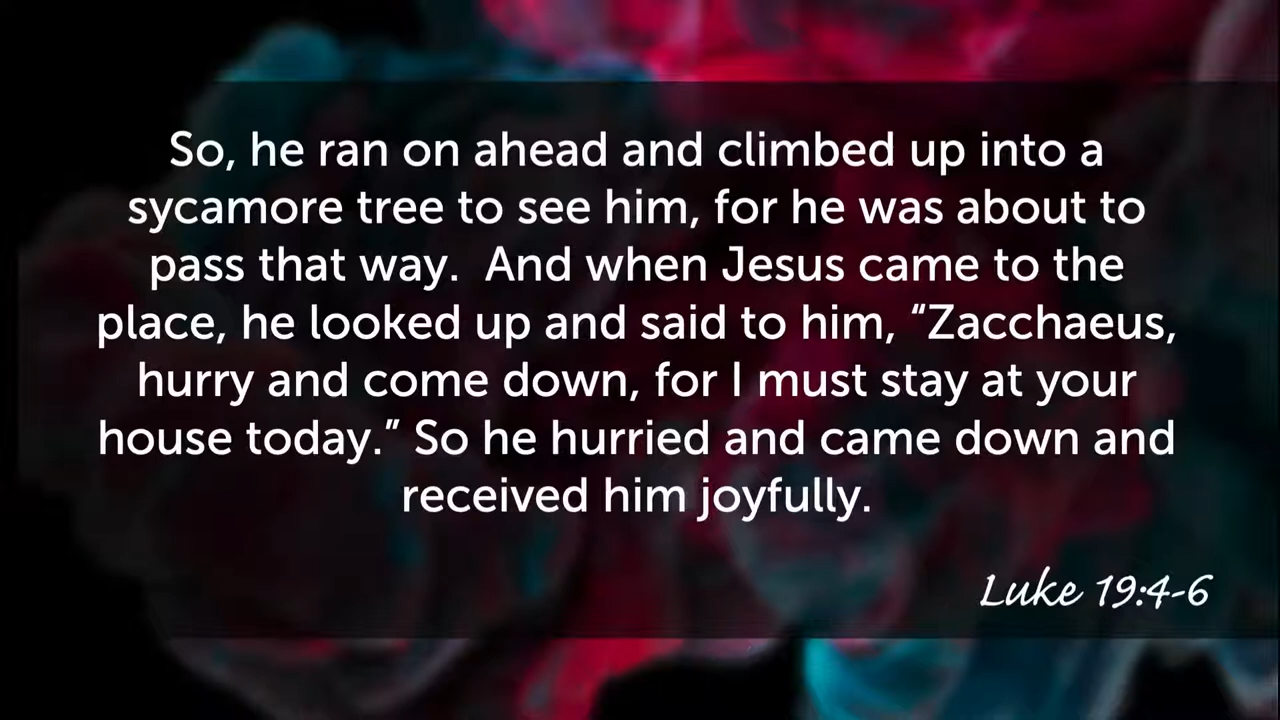 So, he ran on ahead and climbed up into a
sycamore tree to see him, for he was about to
pass that way.  And when Jesus came to the
place, he looked up and said to him, “Zacchaeus,
hurry and come down, for I must stay at your
house today.” So he hurried and came down and
received him joyfully.
Luke 19:4-6